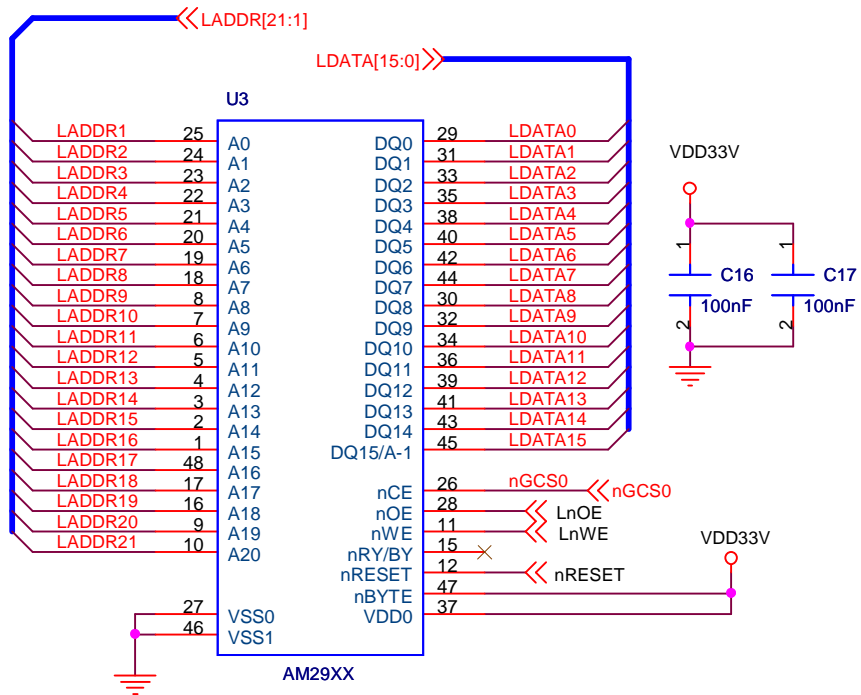 LADDR[21:1]
LDATA[15:0]
U3
LADDR1 25 A0 DQ0 29 LDATA0
LADDR2 24 A1 DQ1 31 LDATA1
LADDR3 23 A2 DQ2 33 LDATA2
LADDR4 22 A3 DQ3 35 LDATA3
LADDR5 21 A4 DQ4 38 LDATA4
LADDR6 20 A5 DQ5 40 LDATA5
LADDR7 19 A6 DQ6 42 LDATA6
LADDR8 18 A7 DQ7 44 LDATA7
LADDR9 8 A8 DQ8 30 LDATA8
LADDR10 7 A9 DQ9 32 LDATA9
LADDR11 6 A10 DQ10 34 LDATA10
LADDR12 5 A11 DQ11 36 LDATA11
LADDR13 4 A12 DQ12 39 LDATA12
LADDR14 3 A13 DQ13 41 LDATA13
LADDR15 2 A14 DQ14 43 LDATA14
LADDR16 1 A15 DQ15/A-1 45 LDATA15
LADDR17 48 A16
LADDR18 17 A17 nCE 26 nGCS0 nGCS0
LADDR19 16 A18 nOE 28 LnOE
LADDR20 9 A19 nWE 11 LnWE
LADDR21 10 A20 nRY/BY 15
nRESET 12 nRESET
nBYTE 47
27 VSS0 VDD0 37
46 VSS1
AM29XX
VDD33V
1 1
C16 C17
100nF 100nF
2 2
VDD33V